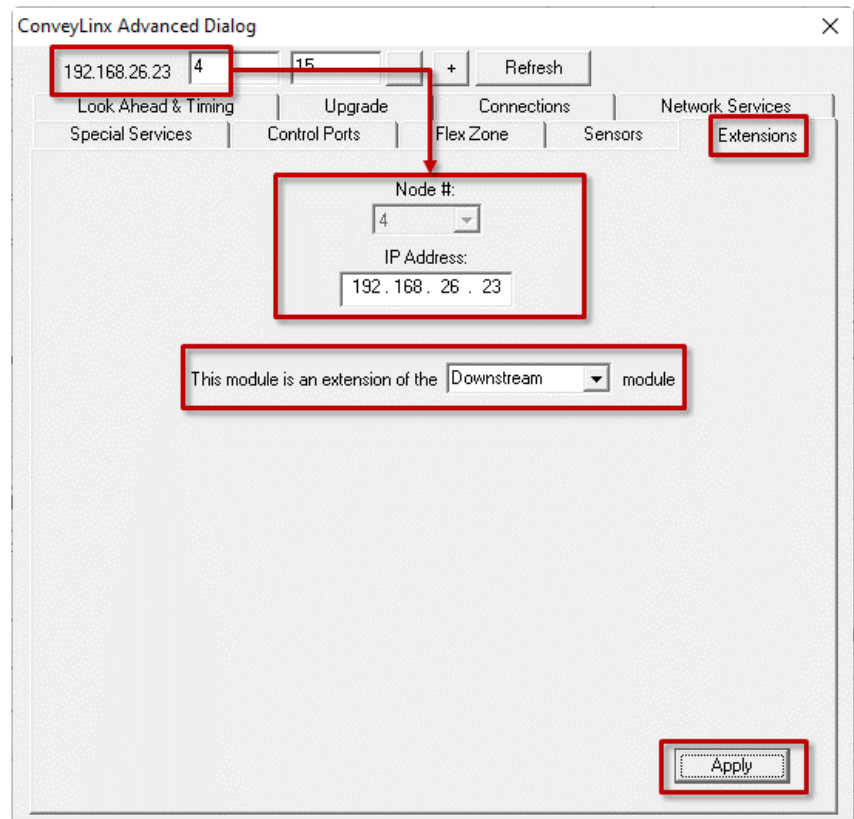 ConveyLinx Advanced Dialog
192.168.26.23 4 15 + Refresh
Look Ahead & Timing Upgrade Connections Network Services
Special Services Control Ports Flex Zone Sensors Extensions
Node #:
4
IP Address:
192 . 168 . 26 . 23
This module is an extension of the Downstream module
Apply